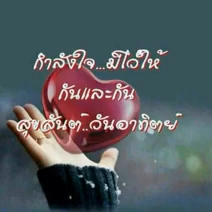 กำลังใจ...มีไว้ให้
กันและกัน
สุขสันต์..วันอาทิตย์